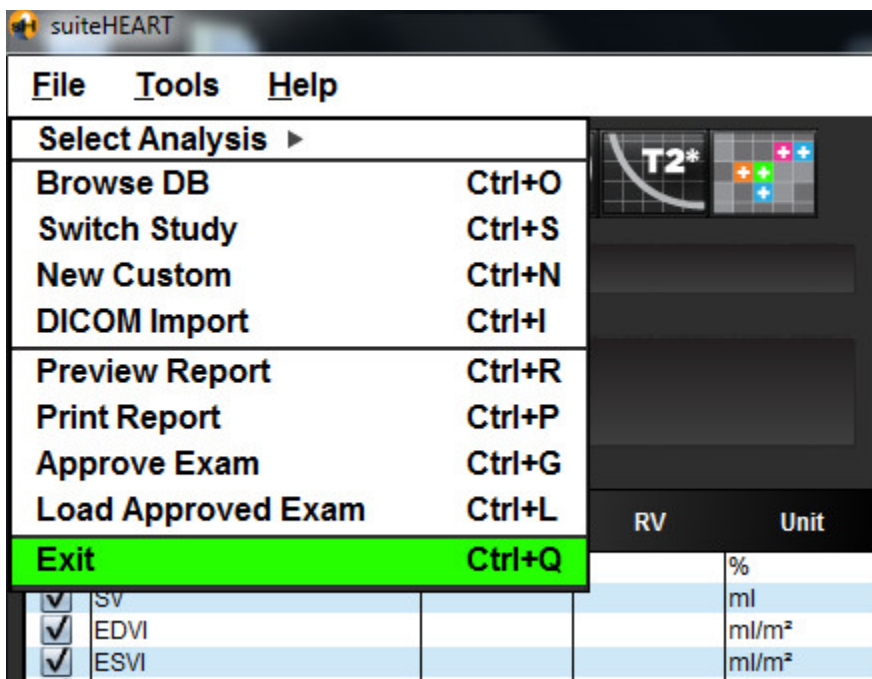 suiteHEART
File Tools Help
Select Analysis ▶
Browse DB Ctrl+O
Switch Study Ctrl+S
New Custom Ctrl+N
DICOM Import Ctrl+I
Preview Report Ctrl+R
Print Report Ctrl+P
Approve Exam Ctrl+G
Load Approved Exam Ctrl+L
Exit Ctrl+Q
T2*
RV Unit
%
SV ml
EDVI ml/m²
ESVI ml/m²